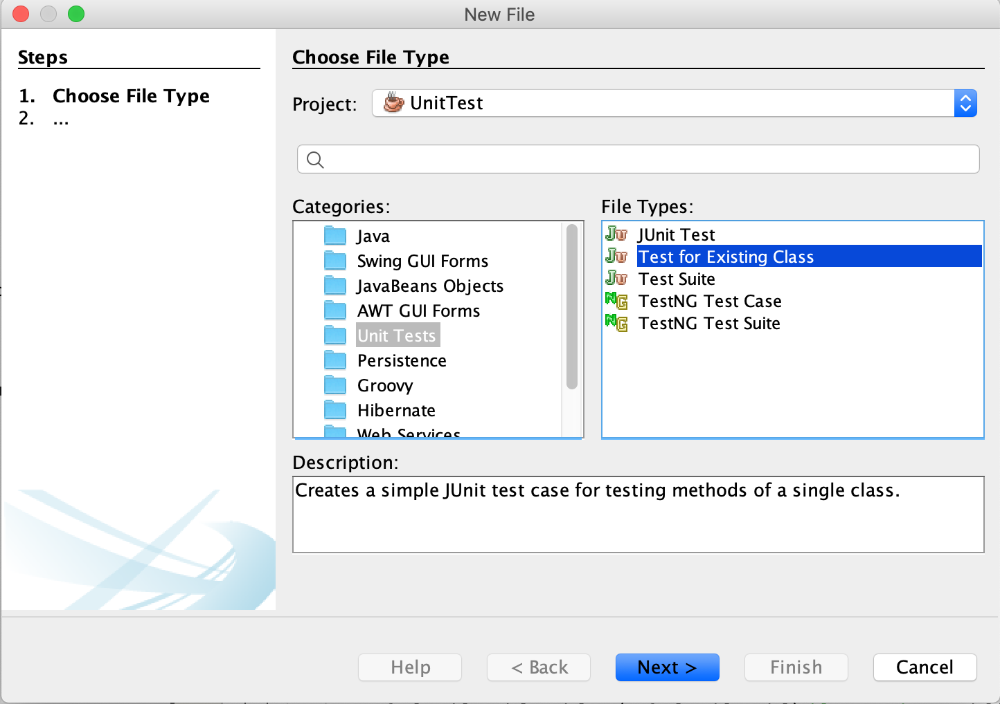 New File
Steps
1. Choose File Type
2. ...
Choose File Type
Project: UnitTest
Categories:
Java
Swing GUI Forms
JavaBeans Objects
AWT GUI Forms
Unit Tests
Persistence
Groovy
Hibernate
Web Services
File Types:
JUnit Test
Test for Existing Class
Test Suite
TestNG Test Case
TestNG Test Suite
Description:
Creates a simple JUnit test case for testing methods of a single class.
Help
< Back
Next >
Finish
Cancel